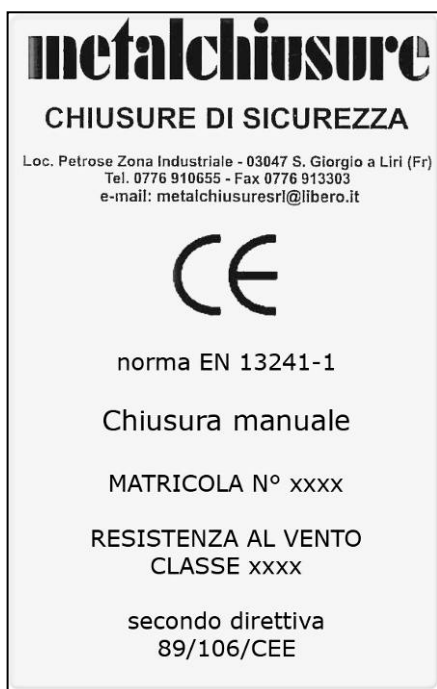 metalchiusure
CHIUSURE DI SICUREZZA
Loc. Petrose Zona Industriale - 03047 S. Giorgio a Liri (Fr)
Tel. 0776 910655 - Fax 0776 913303
e-mail: metalchiusuresrl@libero.it
CE
norma EN 13241-1
Chiusura manuale
MATRICOLA N° xxxx
RESISTENZA AL VENTO
CLASSE xxxx
secondo direttiva
89/106/CEE